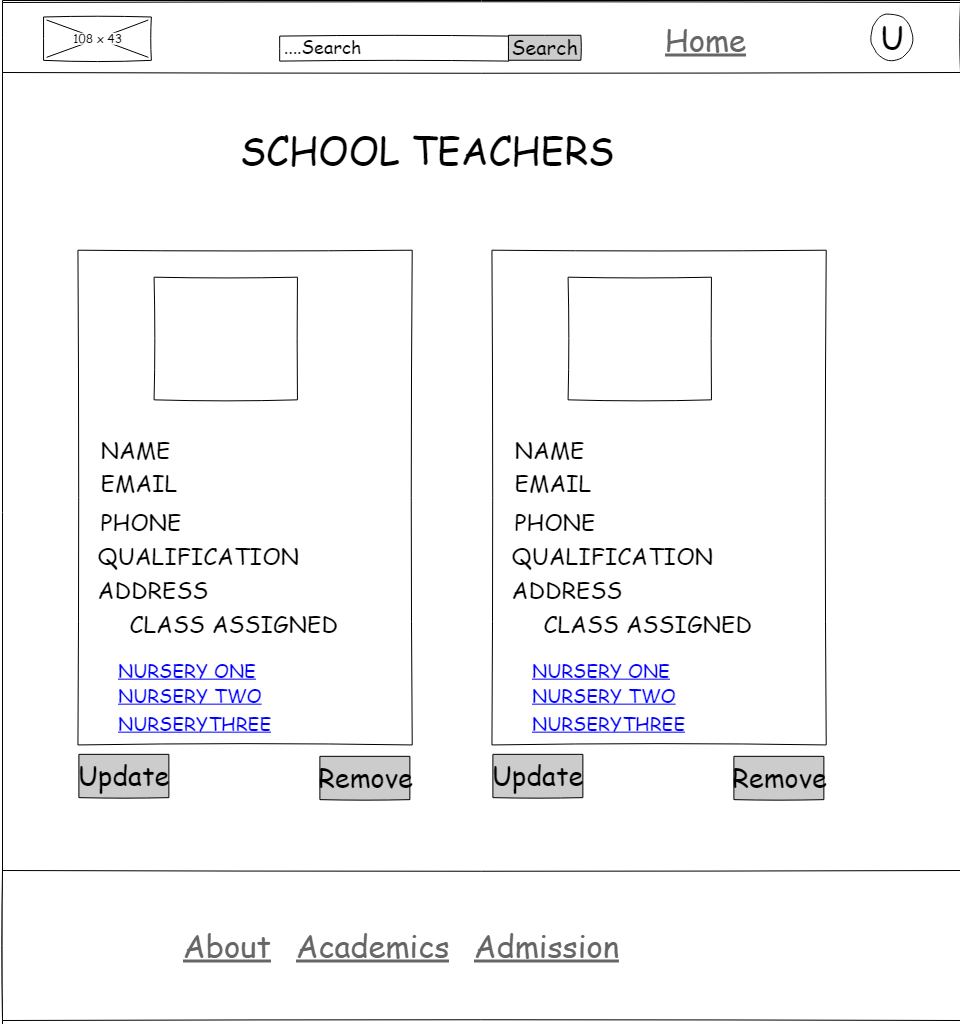 108 x 43
....Search
Search
Home
U
SCHOOL TEACHERS
NAME
EMAIL
PHONE
QUALIFICATION
ADDRESS
CLASS ASSIGNED
NURSERY ONE
NURSERY TWO
NURSERYTHREE
Update
Remove
NAME
EMAIL
PHONE
QUALIFICATION
ADDRESS
CLASS ASSIGNED
NURSERY ONE
NURSERY TWO
NURSERYTHREE
Update
Remove
About Academics Admission